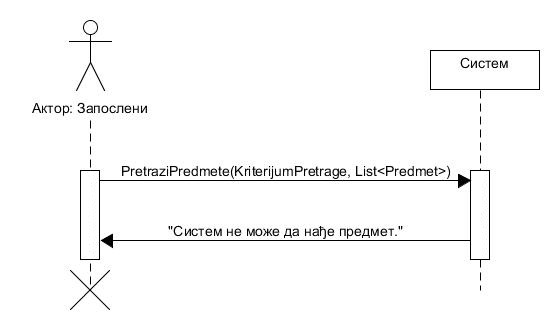 Систем
Актор: Запослени
PretraziPredmete(KriterijumPretrage, List<Predmet>)
"Систем не може да нађе предмет."